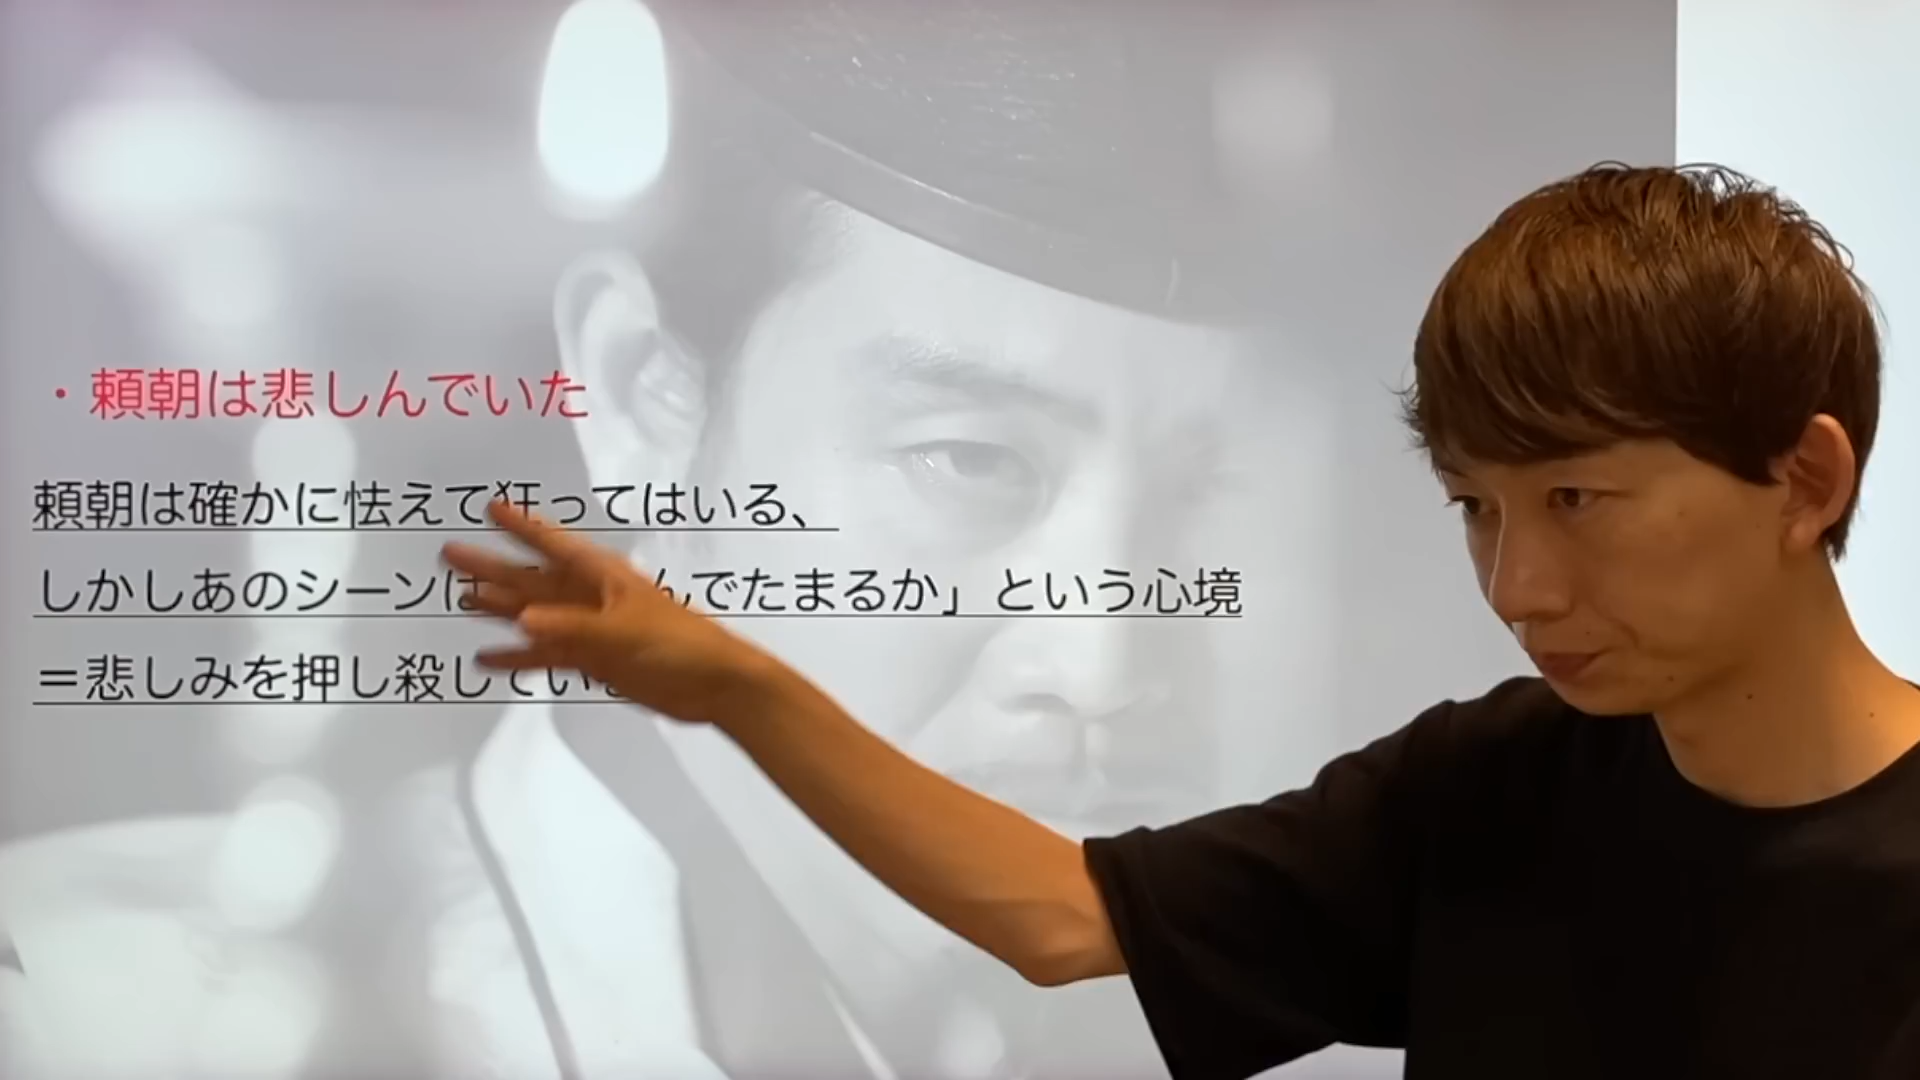 ・頼朝は悲しんでいた
頼朝は確かに怯えて狂ってはいる、
しかしあのシーンは んでたまるか」という心境
＝悲しみを押し殺してい